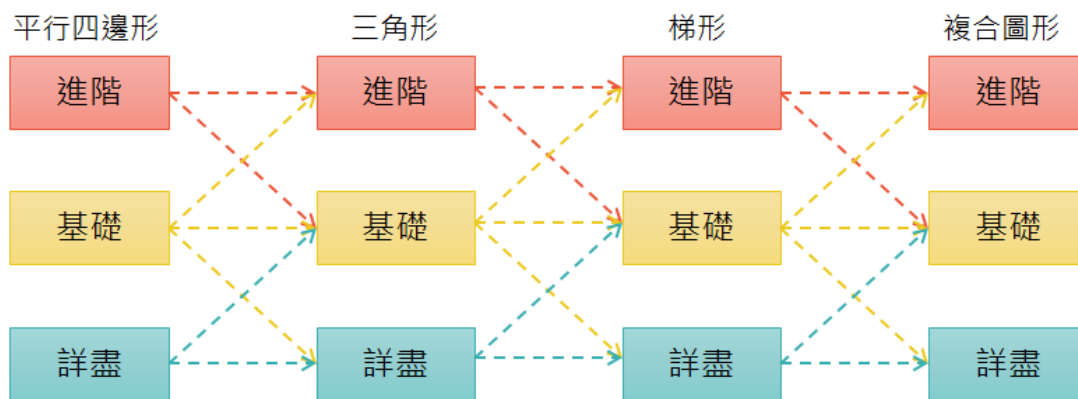 平行四邊形 三角形 梯形 複合圖形
進階 進階 進階 進階
基礎 基礎 基礎 基礎
詳盡 詳盡 詳盡 詳盡